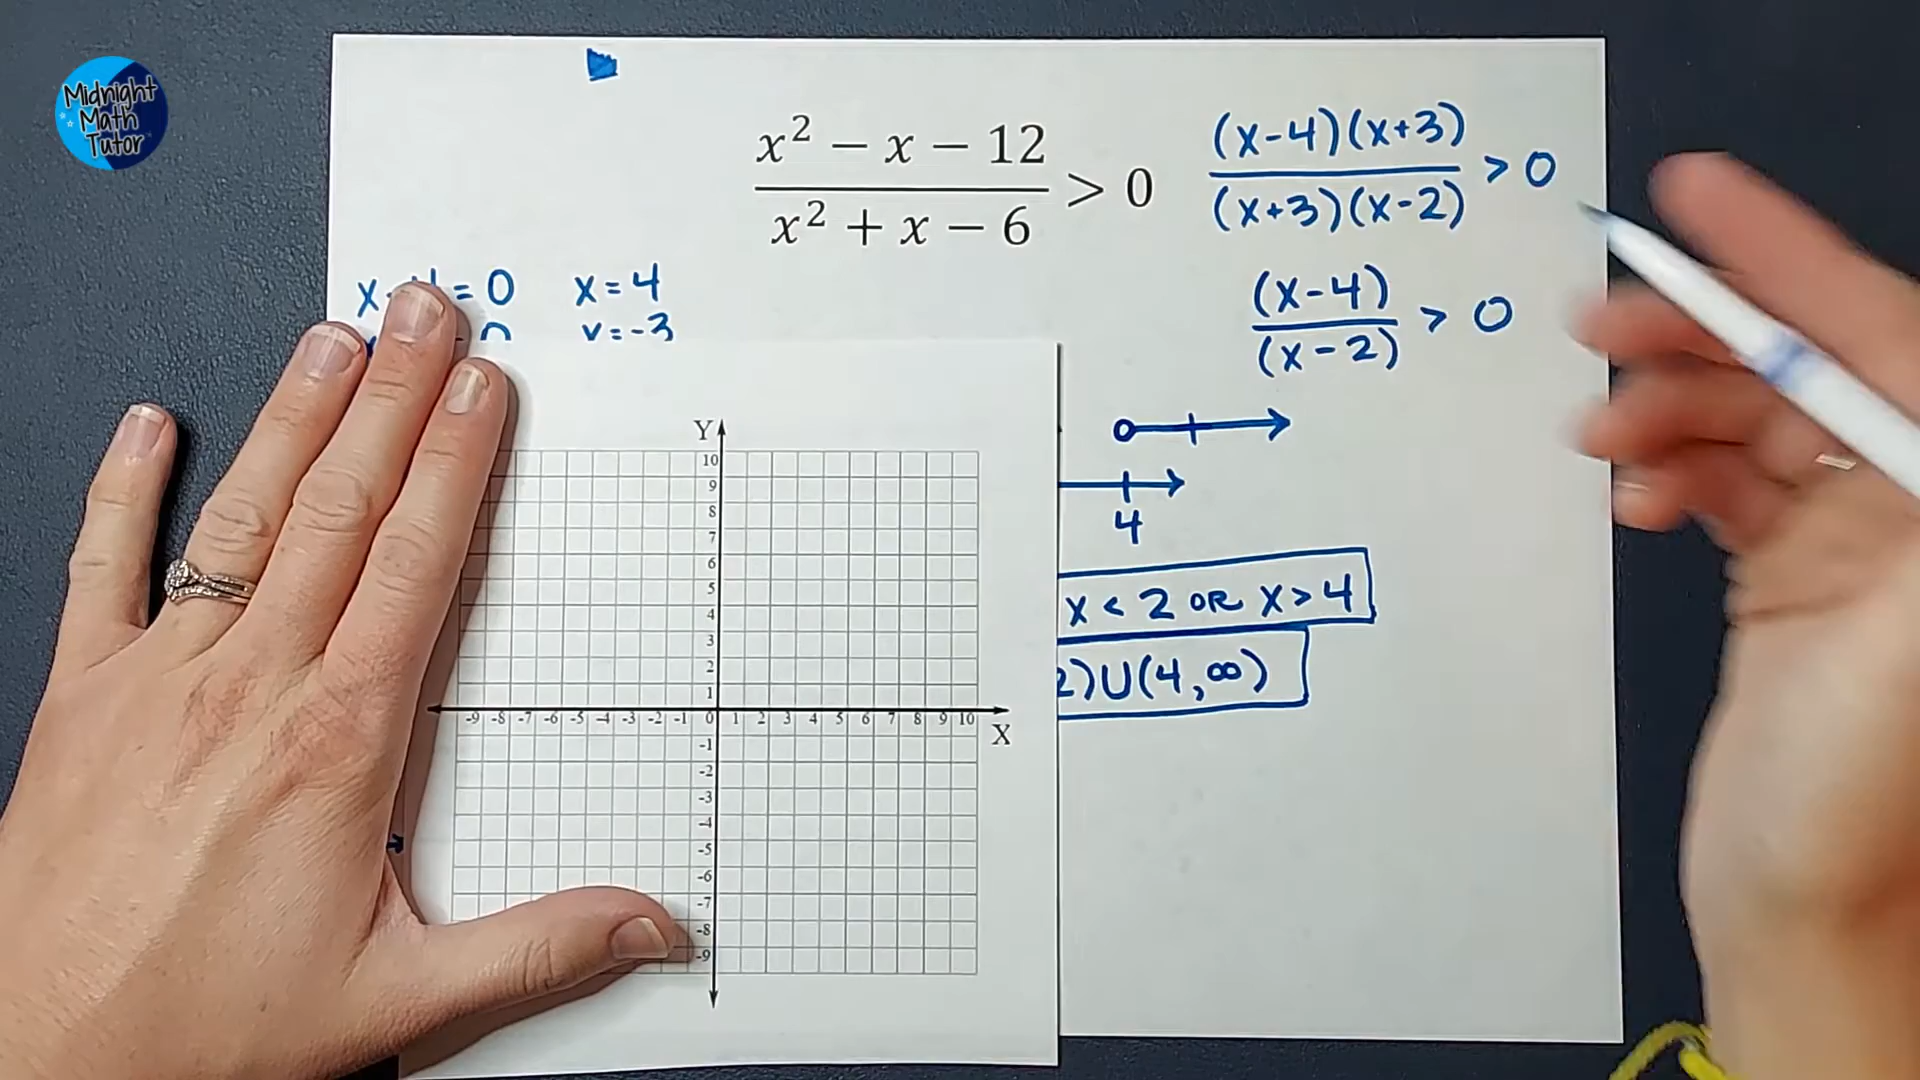 Midnight
Math
Tutor
x² − x − 12
x² + x − 6
> 0
(x-4)(x+3)
(x+3)(x-2)
> 0
(x-4)
(x-2)
> 0
x = 0 x = 4
x = -3
4
x < 2 OR x > 4
2)∪(4,∞)
Y
10
9
8
7
6
5
4
3
2
1
-9 -8 -7 -6 -5 -4 -3 -2 -1 0 1 2 3 4 5 6 7 8 9 10
X
-1
-2
-3
-4
-5
-6
-7
-8
-9